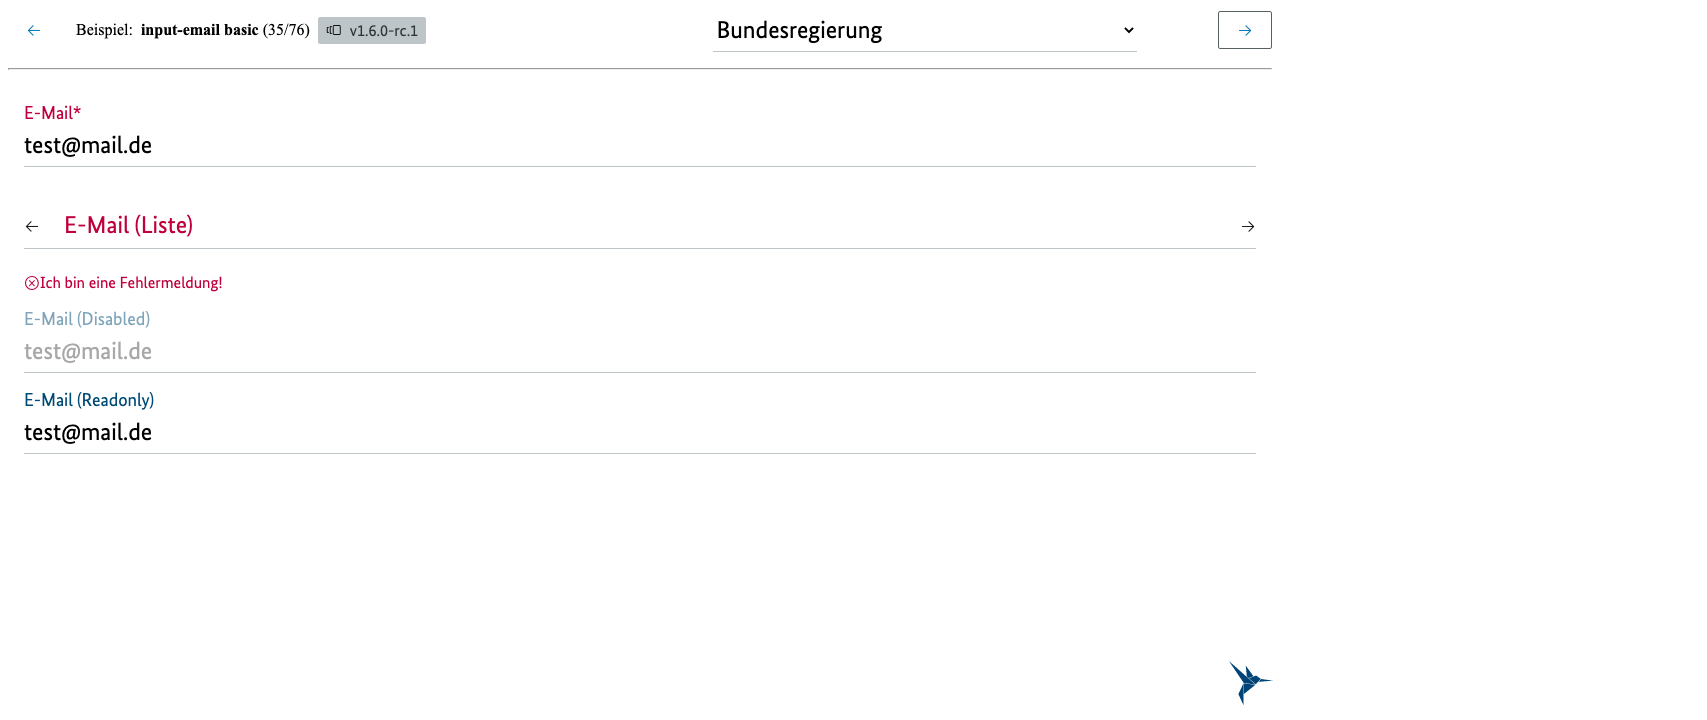 Beispiel: input-email basic (35/76) v1.6.0-rc.1 Bundesregierung
E-Mail*
test@mail.de
E-Mail (Liste)
Ich bin eine Fehlermeldung!
E-Mail (Disabled)
test@mail.de
E-Mail (Readonly)
test@mail.de